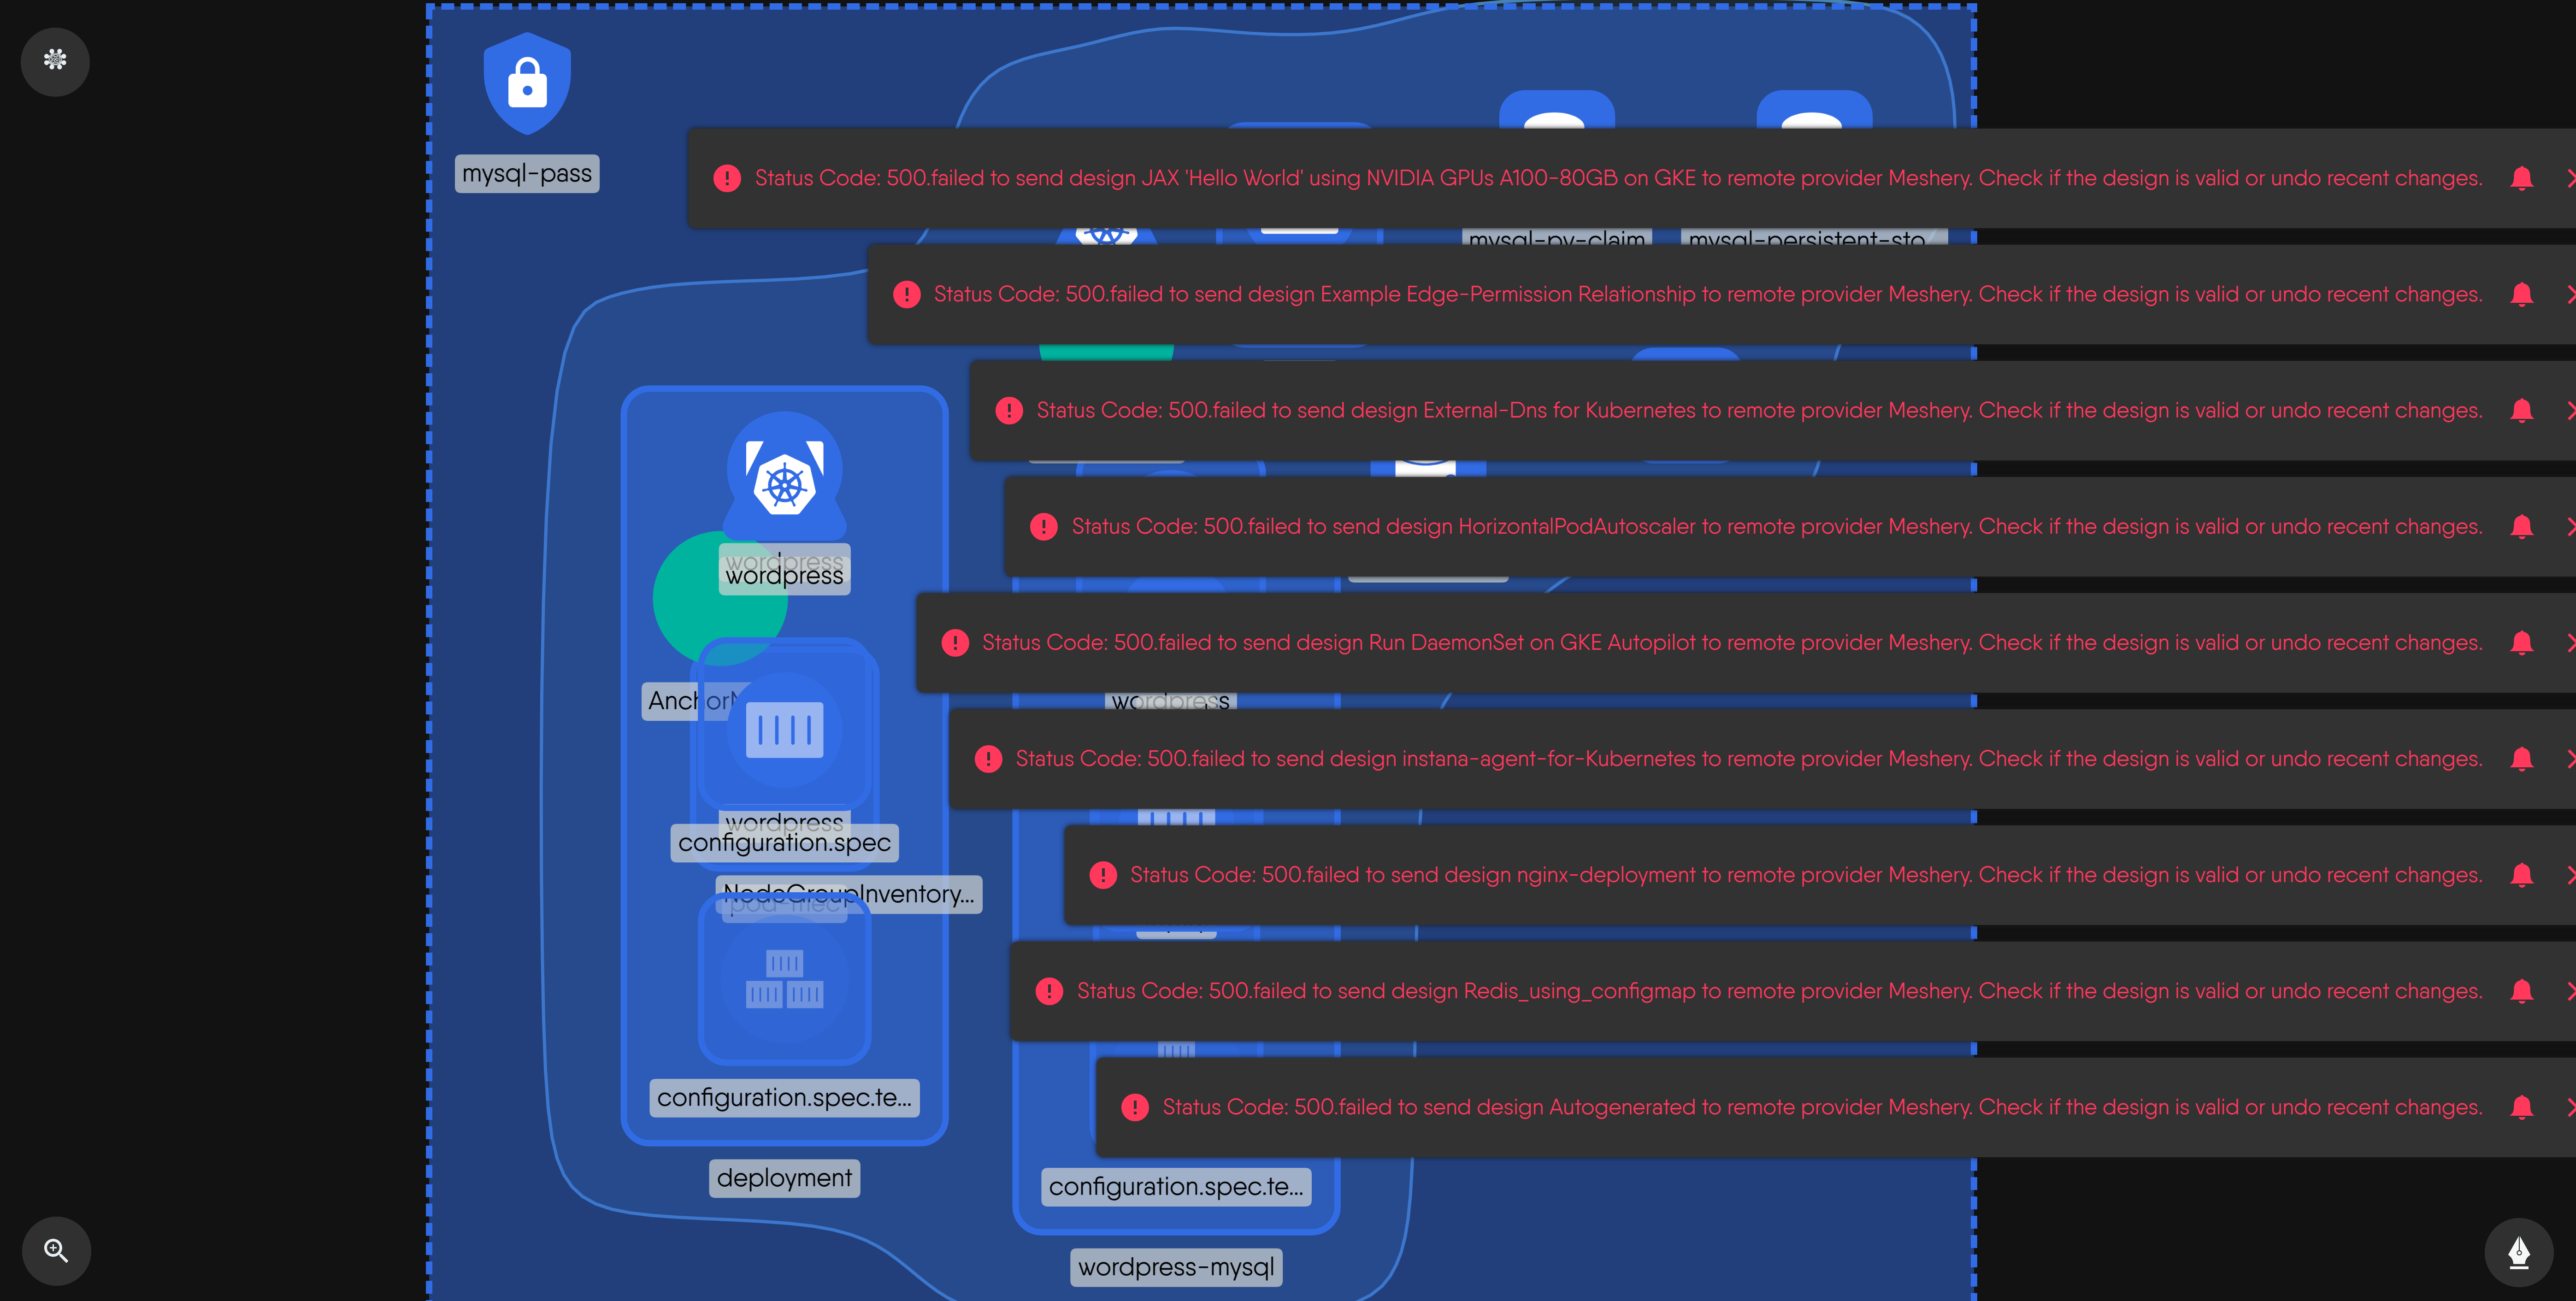 mysql-pass
Status Code: 500.failed to send design JAX 'Hello World' using NVIDIA GPUs A100-80GB on GKE to remote provider Meshery. Check if the design is valid or undo recent changes.
mysql-pv-claim
mysql-persistent-sto...
Status Code: 500.failed to send design Example Edge-Permission Relationship to remote provider Meshery. Check if the design is valid or undo recent changes.
Status Code: 500.failed to send design External-Dns for Kubernetes to remote provider Meshery. Check if the design is valid or undo recent changes.
Status Code: 500.failed to send design HorizontalPodAutoscaler to remote provider Meshery. Check if the design is valid or undo recent changes.
wordpress
wordpress
Status Code: 500.failed to send design Run DaemonSet on GKE Autopilot to remote provider Meshery. Check if the design is valid or undo recent changes.
wordpress
Status Code: 500.failed to send design instana-agent-for-Kubernetes to remote provider Meshery. Check if the design is valid or undo recent changes.
wordpress
configuration.spec
Status Code: 500.failed to send design nginx-deployment to remote provider Meshery. Check if the design is valid or undo recent changes.
NodeGroupInventory...
Status Code: 500.failed to send design Redis_using_configmap to remote provider Meshery. Check if the design is valid or undo recent changes.
configuration.spec.te...
Status Code: 500.failed to send design Autogenerated to remote provider Meshery. Check if the design is valid or undo recent changes.
deployment
configuration.spec.te...
wordpress-mysql